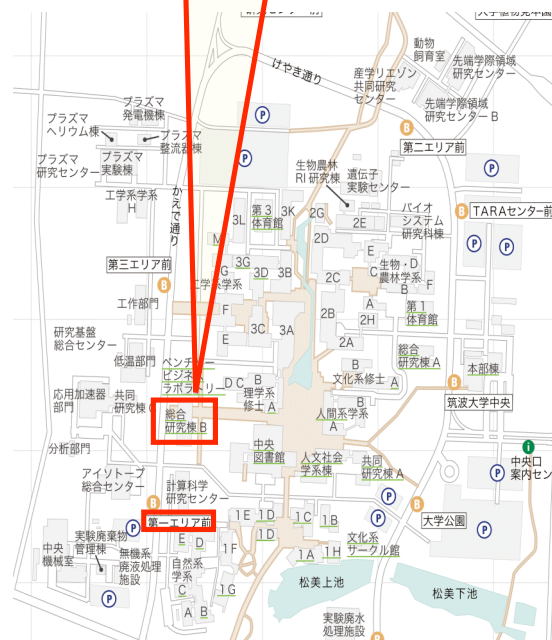 けやき通り
動物
飼育室
産学リエゾン
共同研究
センター
先端学際領域
研究センター
先端学際領域
研究センター B
プラズマ
発電機棟
プラズマ
ヘリウム棟
プラズマ
整流器棟
プラズマ
研究センター
プラズマ
実験棟
P
P
B
第二エリア前
生物農林
RI 研究棟
遺伝子
実験センター
P
工学系学系
H
かえで通り
3L
第3
体育館
3K
2G
2E
バイオ
システム
研究科棟
B
TARAセンター前
P
P
M
2D
E
3G
G
3D
3B
2C
C
生物・D
農林学系
B
F
第三エリア前
B
工学系学系
工作部門
F
A
第1
体育館
2B
2H
3C
3A
E
2A
研究基盤
総合センター
低温部門
ベンチャー
ビジネス
ラボラトリー
D
C
B
理学系
修士 A
B
文化系修士
A
総合
研究棟 A
本部棟
B
筑波大学中央
応用加速器
部門
共同
研究棟
総合
研究棟 B
人間系学系
A
B
分析部門
中央
図書館
人文社会
学系棟
共同
研究棟 A
中央口
P
アイソトープ
総合センター
計算科学
研究センター
P
B
大学公園
P
P
B
第一エリア前
P
1E
1D
1D
1C
1B
文化系
サークル館
1A
1H
中央
機械室
実験廃棄物
管理棟
無機系
廃液処理
施設
E
D
自然系
学系
C
1F
1G
A
B
P
松美上池
松美下池
実験廃水
処理施設
B